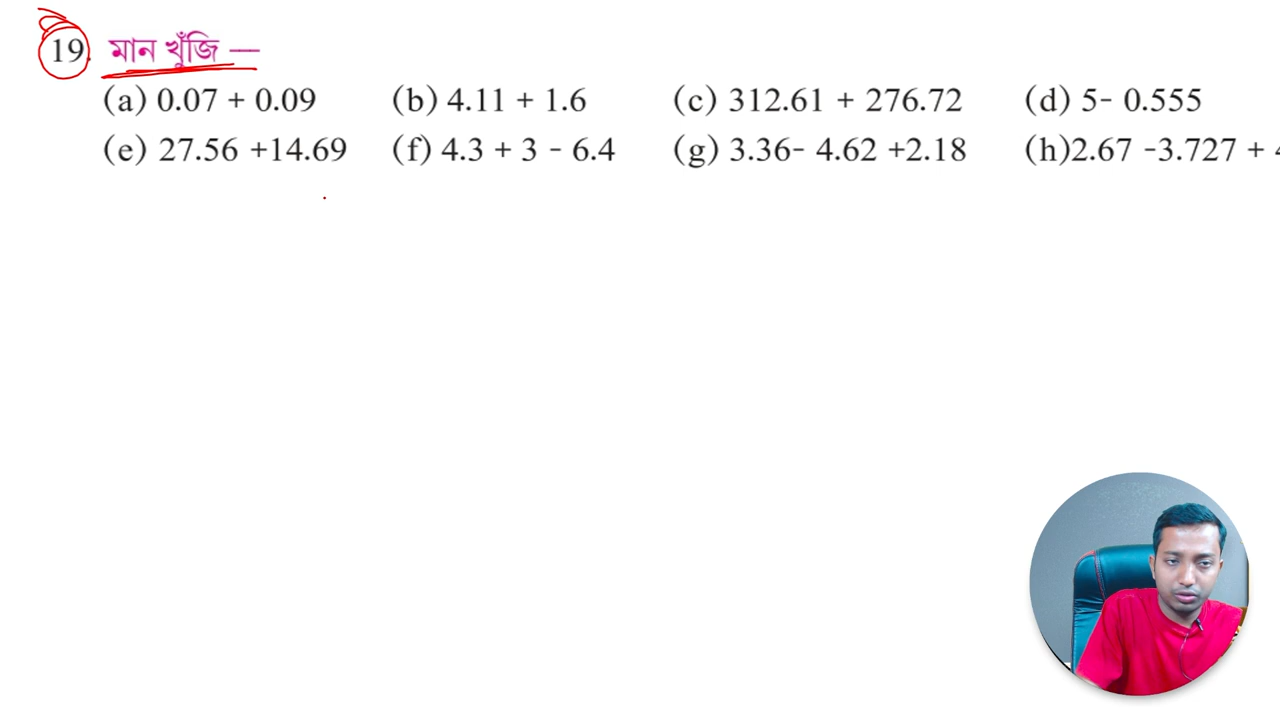 19. মান খুঁজি —
(a) 0.07 + 0.09 (b) 4.11 + 1.6 (c) 312.61 + 276.72 (d) 5- 0.555
(e) 27.56 +14.69 (f) 4.3 + 3 - 6.4 (g) 3.36- 4.62 +2.18 (h)2.67 -3.727 +